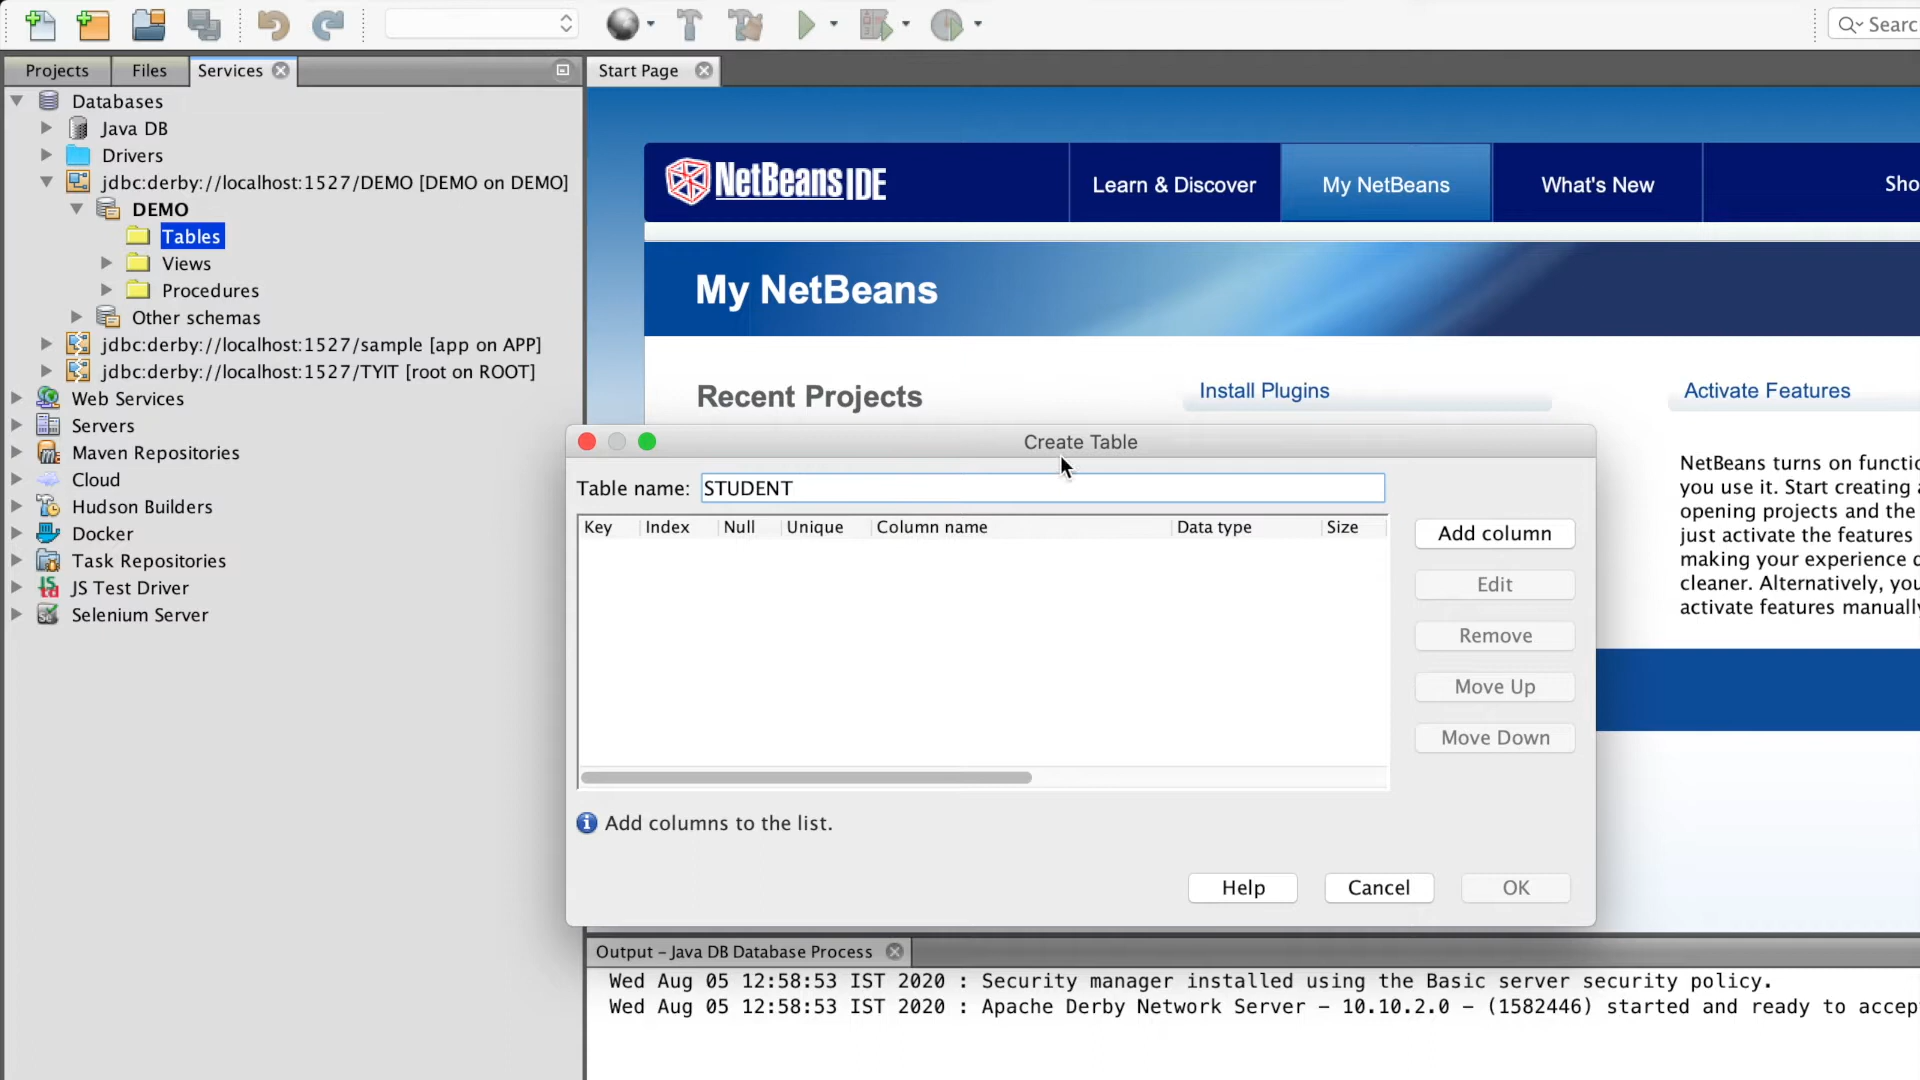 Searc
Projects
Files
Services
Start Page
Databases
Java DB
Drivers
jdbc:derby://localhost:1527/DEMO [DEMO on DEMO]
DEMO
Tables
Views
Procedures
Other schemas
jdbc:derby://localhost:1527/sample [app on APP]
jdbc:derby://localhost:1527/TYIT [root on ROOT]
Web Services
Servers
Maven Repositories
Cloud
Hudson Builders
Docker
Task Repositories
JS Test Driver
Selenium Server
NetBeans IDE
Learn & Discover
My NetBeans
What's New
Sho
My NetBeans
Recent Projects
Install Plugins
Activate Features
NetBeans turns on functio
you use it. Start creating a
opening projects and the
just activate the features
making your experience
cleaner. Alternatively, you
activate features manually
Create Table
Table name: STUDENT
Key Index Null Unique Column name Data type Size
Add column
Edit
Remove
Move Up
Move Down
Add columns to the list.
Help Cancel OK
Output – Java DB Database Process
Wed Aug 05 12:58:53 IST 2020 : Security manager installed using the Basic server security policy.
Wed Aug 05 12:58:53 IST 2020 : Apache Derby Network Server – 10.10.2.0 – (1582446) started and ready to accep